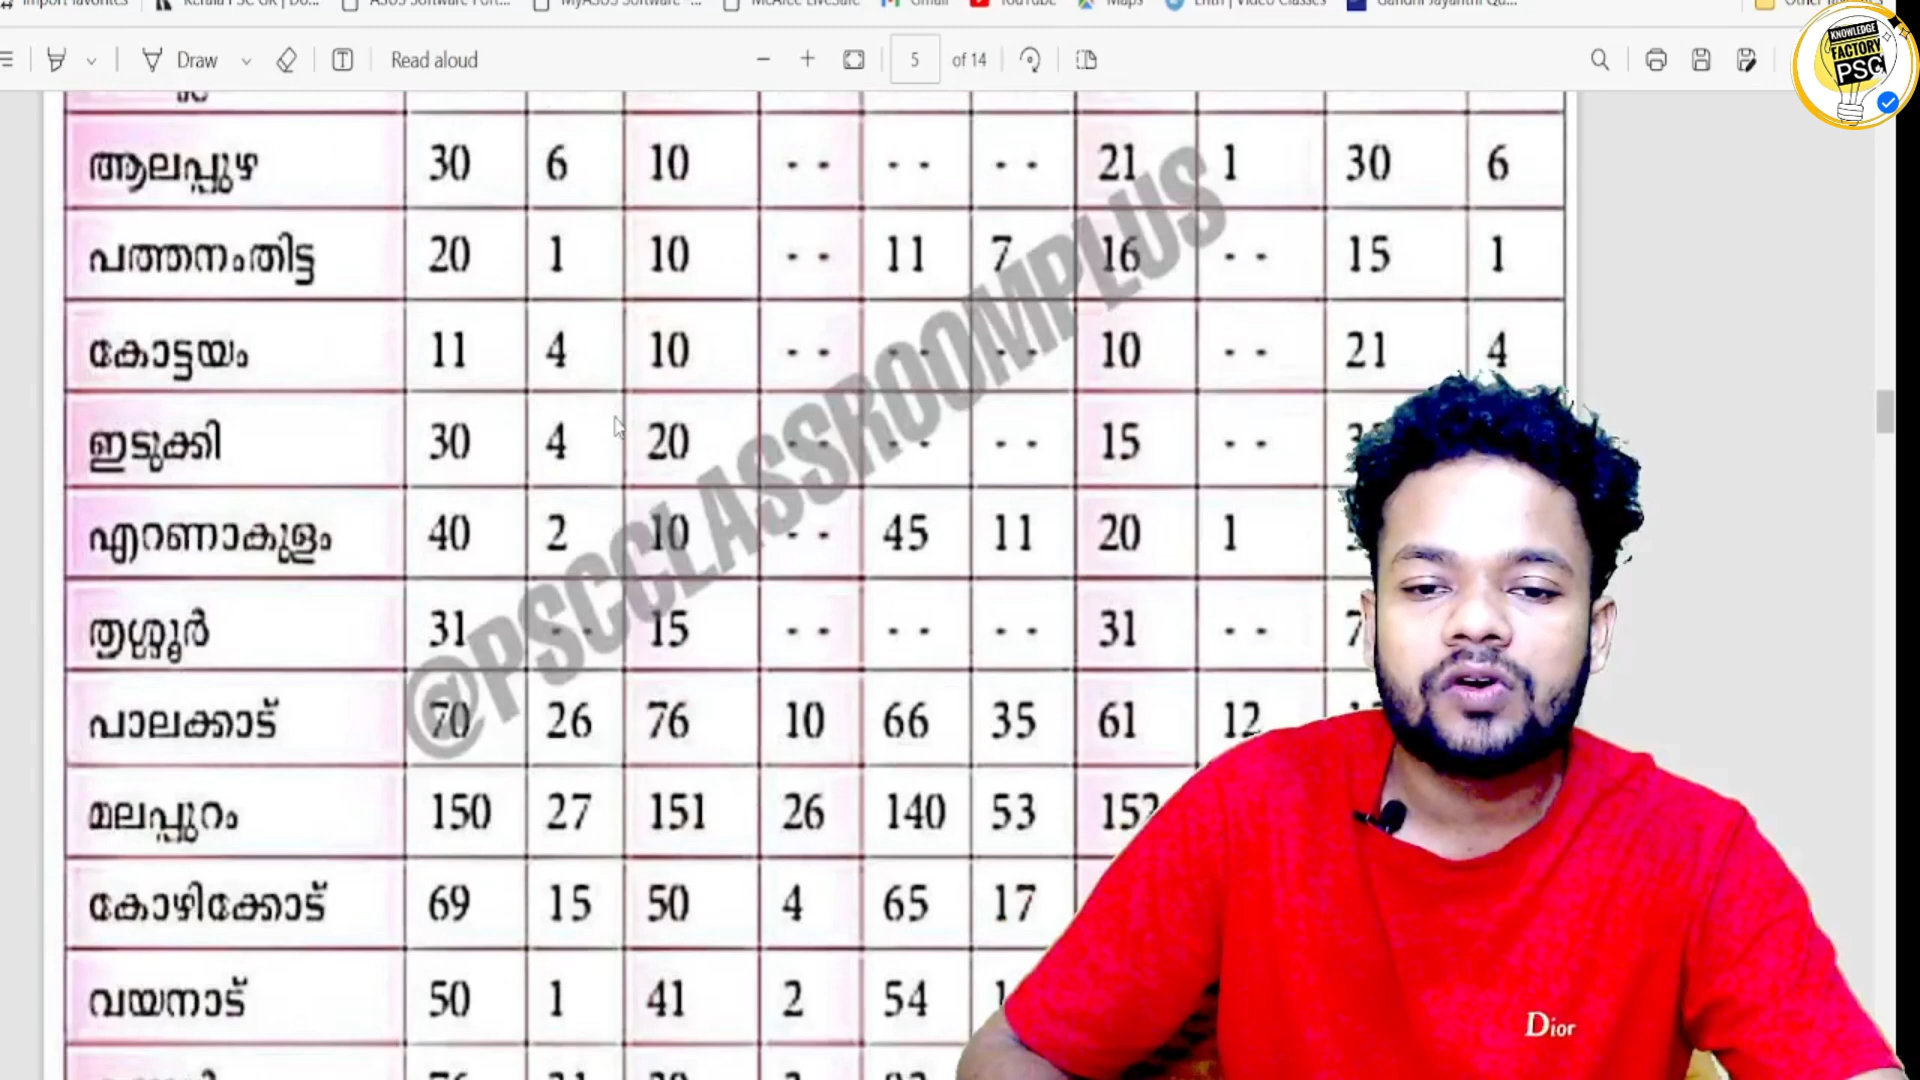 Draw
Read aloud
5 of 14
KNOWLEDGE
FACTORY
PSC
ആലപ്പുഴ 30 6 10 - - - - - - 21 1 30 6
പത്തനംതിട്ട 20 1 10 - - 11 7 16 - - 15 1
കോട്ടയം 11 4 10 - - - - - - 10 - - 21 4
ഇടുക്കി 30 4 20 - - - - - - 15 - -
എറണാകുളം 40 2 10 - - 45 11 20 1
തൃശ്ശൂർ 31 - - 15 - - - - - - 31 - -
പാലക്കാട് 70 26 76 10 66 35 61 12
മലപ്പുറം 150 27 151 26 140 53 152
കോഴിക്കോട് 69 15 50 4 65 17
വയനാട് 50 1 41 2 54
@PSCCLASSROOMPLUS
Dior